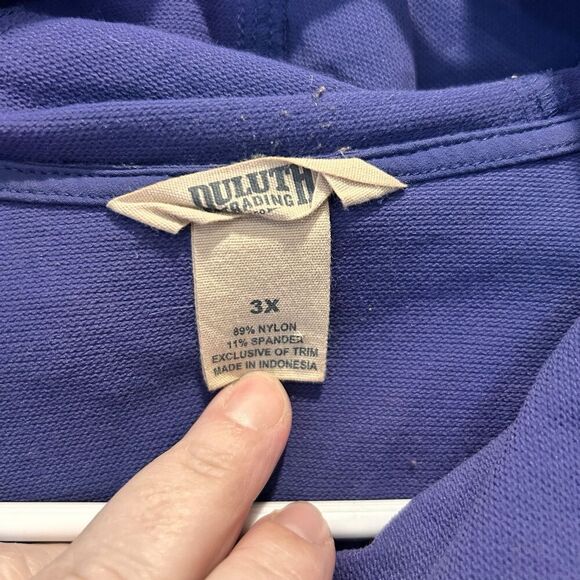 DULUTH
TRADING
3X
89% NYLON
11% SPANDEX
EXCLUSIVE OF TRIM
MADE IN INDONESIA